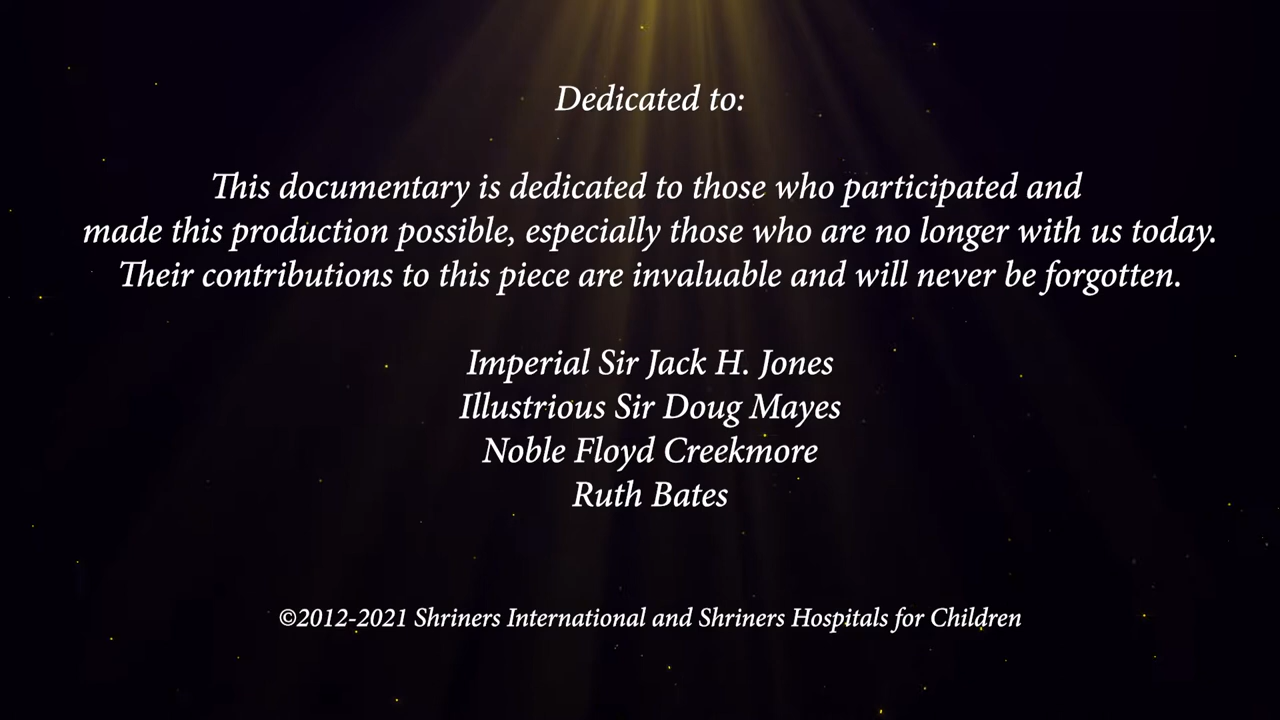 Dedicated to:
This documentary is dedicated to those who participated and
made this production possible, especially those who are no longer with us today.
Their contributions to this piece are invaluable and will never be forgotten.
Imperial Sir Jack H. Jones
Illustrious Sir Doug Mayes
Noble Floyd Creekmore
Ruth Bates
©2012-2021 Shriners International and Shriners Hospitals for Children